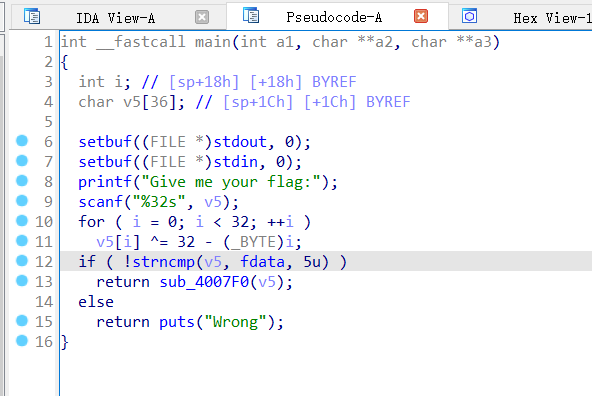 IDA View-A Pseudocode-A Hex View-1
1 int __fastcall main(int a1, char **a2, char **a3)
2 {
3 int i; // [sp+18h] [+18h] BYREF
4 char v5[36]; // [sp+1Ch] [+1Ch] BYREF
5
6 setbuf((FILE *)stdout, 0);
7 setbuf((FILE *)stdin, 0);
8 printf("Give me your flag:");
9 scanf("%32s", v5);
10 for ( i = 0; i < 32; ++i )
11 v5[i] ^= 32 - (_BYTE)i;
12 if ( !strncmp(v5, fdata, 5u) )
13 return sub_4007F0(v5);
14 else
15 return puts("Wrong");
16 }